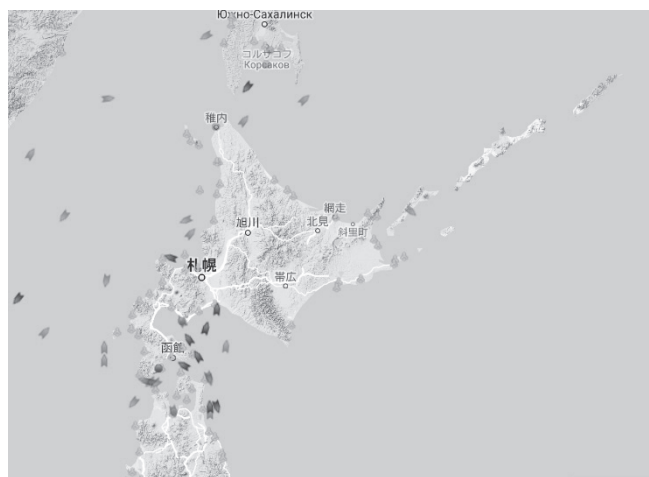 Южно-Сахалинск
コルサコフ
Корсаков
稚内
網走
旭川
北見
斜里町
札幌
帯広
函館